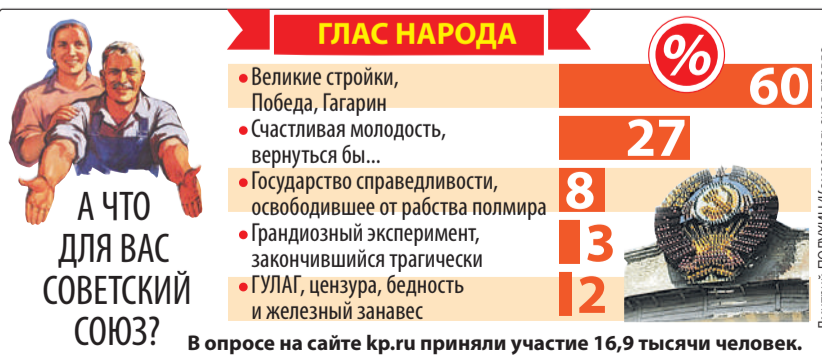 ГЛАС НАРОДА
%
А ЧТО
ДЛЯ ВАС
СОВЕТСКИЙ
СОЮЗ?
• Великие стройки,
Победа, Гагарин
60
• Счастливая молодость,
вернуться бы...
27
• Государство справедливости,
освободившее от рабства полмира
8
• Грандиозный эксперимент,
закончившийся трагически
3
• ГУЛАГ, цензура, бедность
и железный занавес
2
В опросе на сайте kp.ru приняли участие 16,9 тысячи человек.